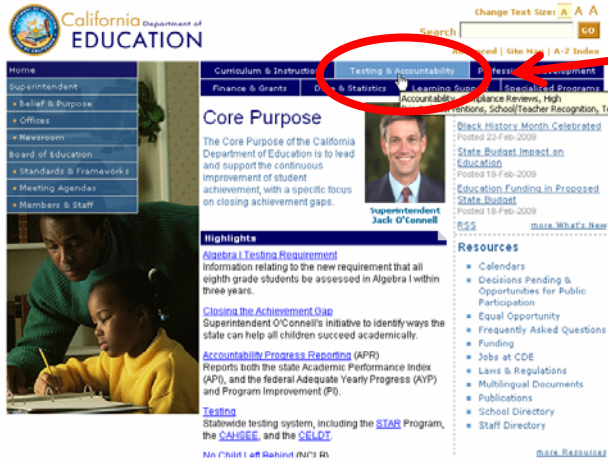 California Department of
EDUCATION
Change Text Size: A A A
Search GO
Advanced | Site Map | A-Z Index
Home
Superintendent
Belief & Purpose
Offices
Newsroom
Board of Education
Standards & Frameworks
Meeting Agendas
Members & Staff
Curriculum & Instruction Testing & Accountability Professional Development
Finance & Grants Data & Statistics Learning Support Specialized Programs
Accountability, Compliance Reviews, High
School/Teacher Recognition, T
Core Purpose
The Core Purpose of the California
Department of Education is to lead
and support the continuous
improvement of student
achievement, with a specific focus
on closing achievement gaps.
Superintendent
Jack O'Connell
Highlights
Algebra I Testing Requirement
Information relating to the new requirement that all
eighth grade students be assessed in Algebra I within
three years.
Closing the Achievement Gap
Superintendent O'Connell's initiative to identify ways the
state can help all children succeed academically.
Accountability Progress Reporting (APR)
Reports both the state Academic Performance Index
(API), and the federal Adequate Yearly Progress (AYP)
and Program Improvement (PI).
Testing
Statewide testing system, including the STAR Program,
the CAHSEE, and the CELDT.
No Child Left Behind (NCLB)
Black History Month Celebrated
Posted 23-Feb-2009
State Budget Impact on
Education
Posted 19-Feb-2009
Education Funding in Proposed
State Budget
Posted 18-Feb-2009
RSS more What's New
Resources
Calendars
Decisions Pending &
Opportunities for Public
Participation
Equal Opportunity
Frequently Asked Questions
Funding
Jobs at CDE
Laws & Regulations
Multilingual Documents
Publications
School Directory
Staff Directory
more Resources